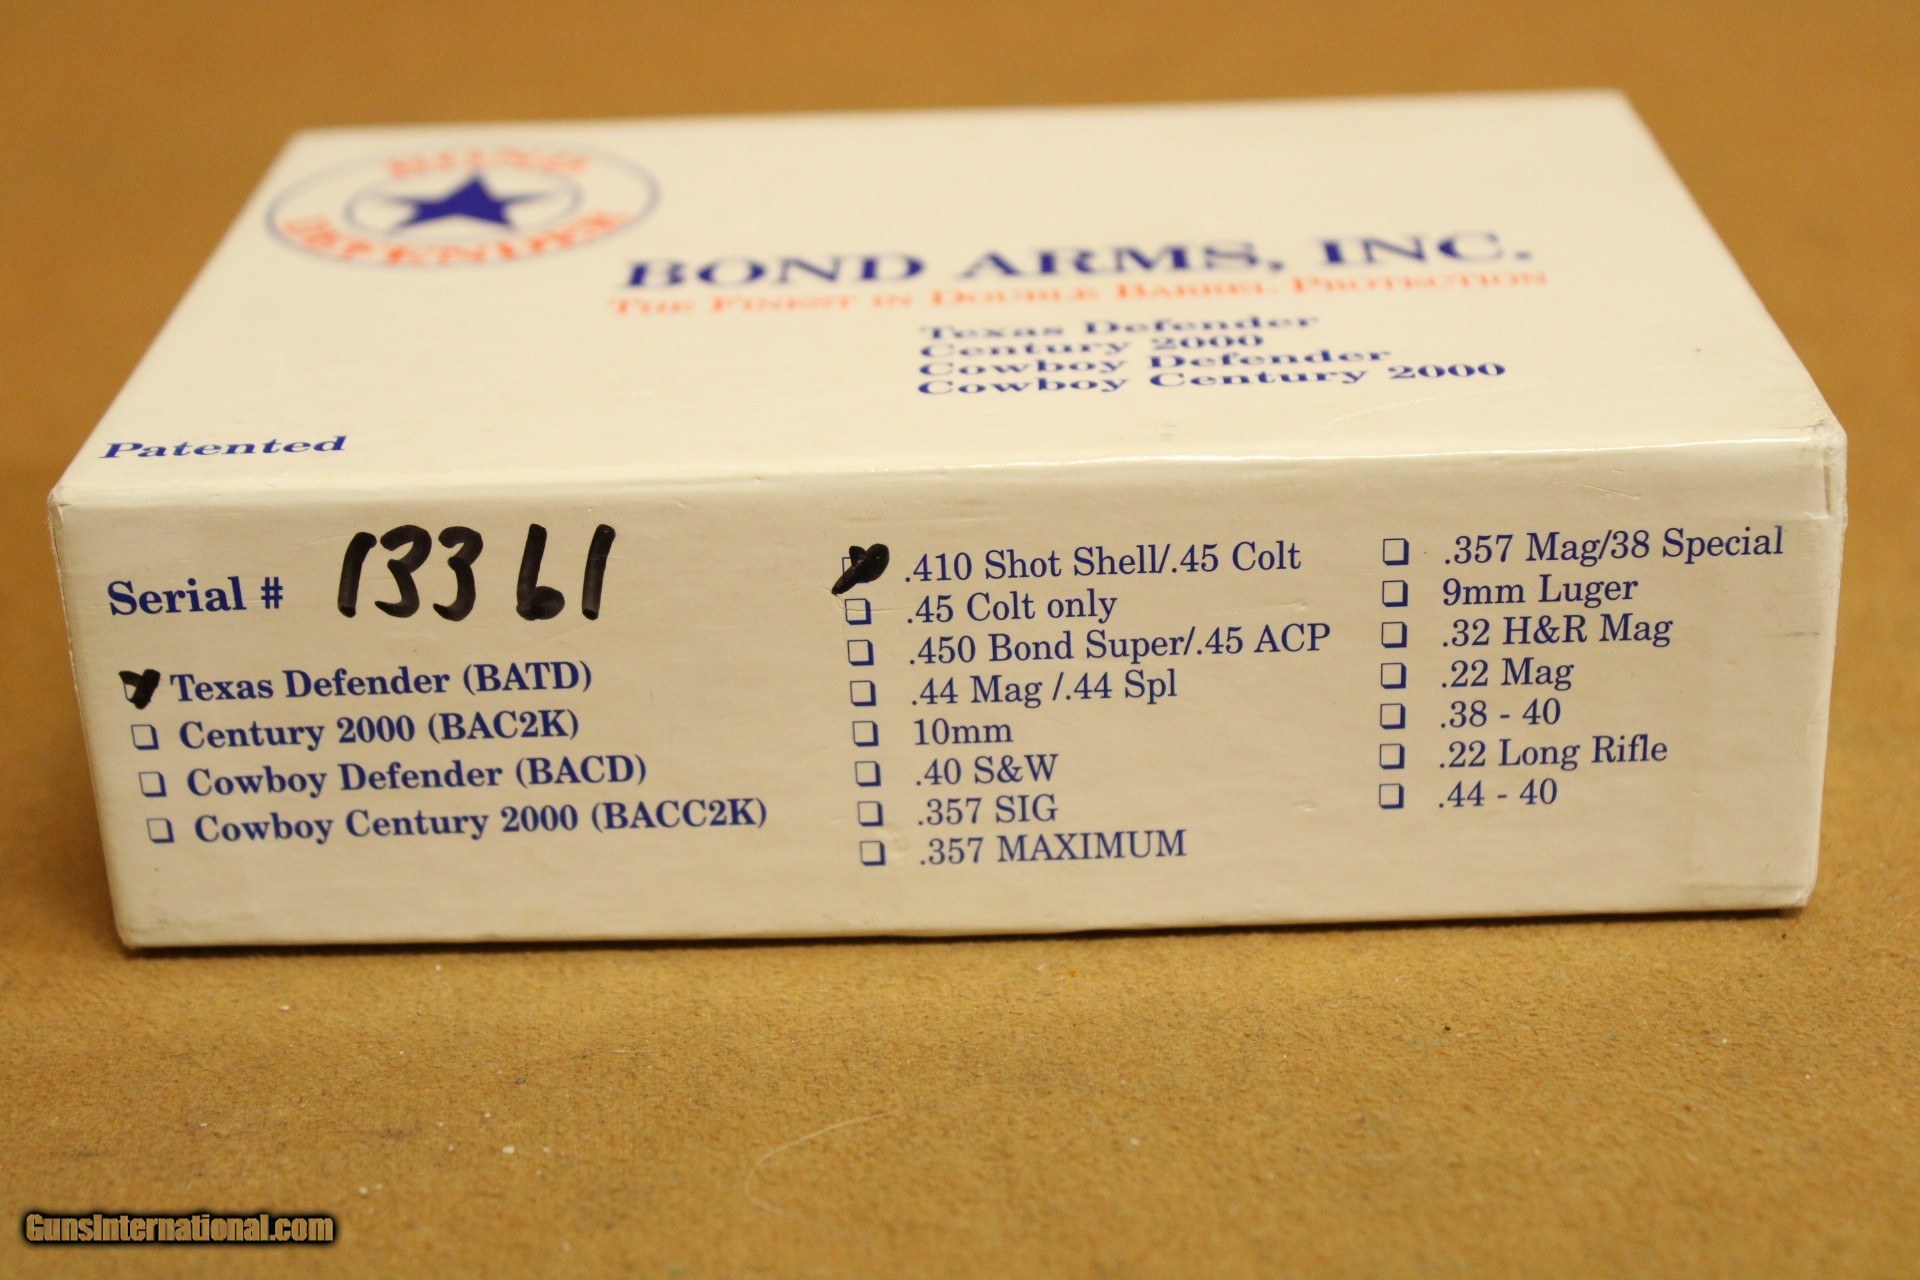 BOND
DEFENDER
BOND ARMS, INC.
THE FINEST IN DOUBLE BARREL PROTECTION
Texas Defender
Century 2000
Cowboy Defender
Cowboy Century 2000
Patented
Serial # 13361
Texas Defender (BATD)
Century 2000 (BAC2K)
Cowboy Defender (BACD)
Cowboy Century 2000 (BACC2K)
.410 Shot Shell/.45 Colt
.45 Colt only
.450 Bond Super/.45 ACP
.44 Mag /.44 Spl
10mm
.40 S&W
.357 SIG
.357 MAXIMUM
.357 Mag/38 Special
9mm Luger
.32 H&R Mag
.22 Mag
.38 - 40
.22 Long Rifle
.44 - 40
GunsInternational.com